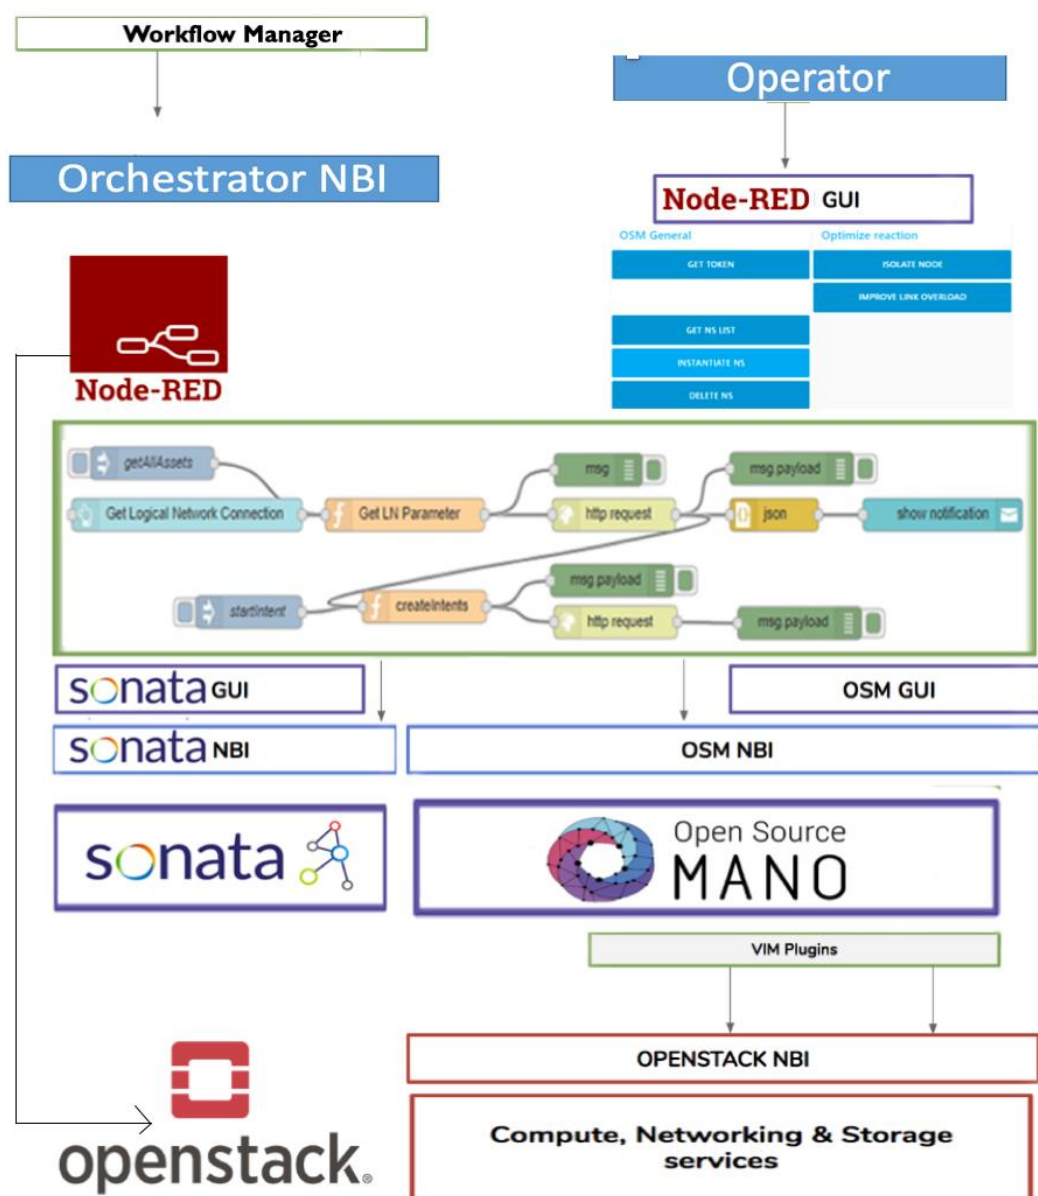 Workflow Manager
Operator
Orchestrator NBI
Node-RED GUI
OSM General
Optimize reaction
GET TOKEN
ISOLATE NODE
IMPROVE LINK OVERLOAD
GET NS LIST
INSTANTIATE NS
DELETE NS
Node-RED
getAllAssets
msg
msg.payload
Get Logical Network Connection
Get LN Parameter
http request
json
show notification
msg.payload
startIntent
createIntents
http request
msg.payload
sonata GUI
OSM GUI
sonata NBI
OSM NBI
sonata
Open Source
MANO
VIM Plugins
OPENSTACK NBI
openstack.®
Compute, Networking & Storage
services